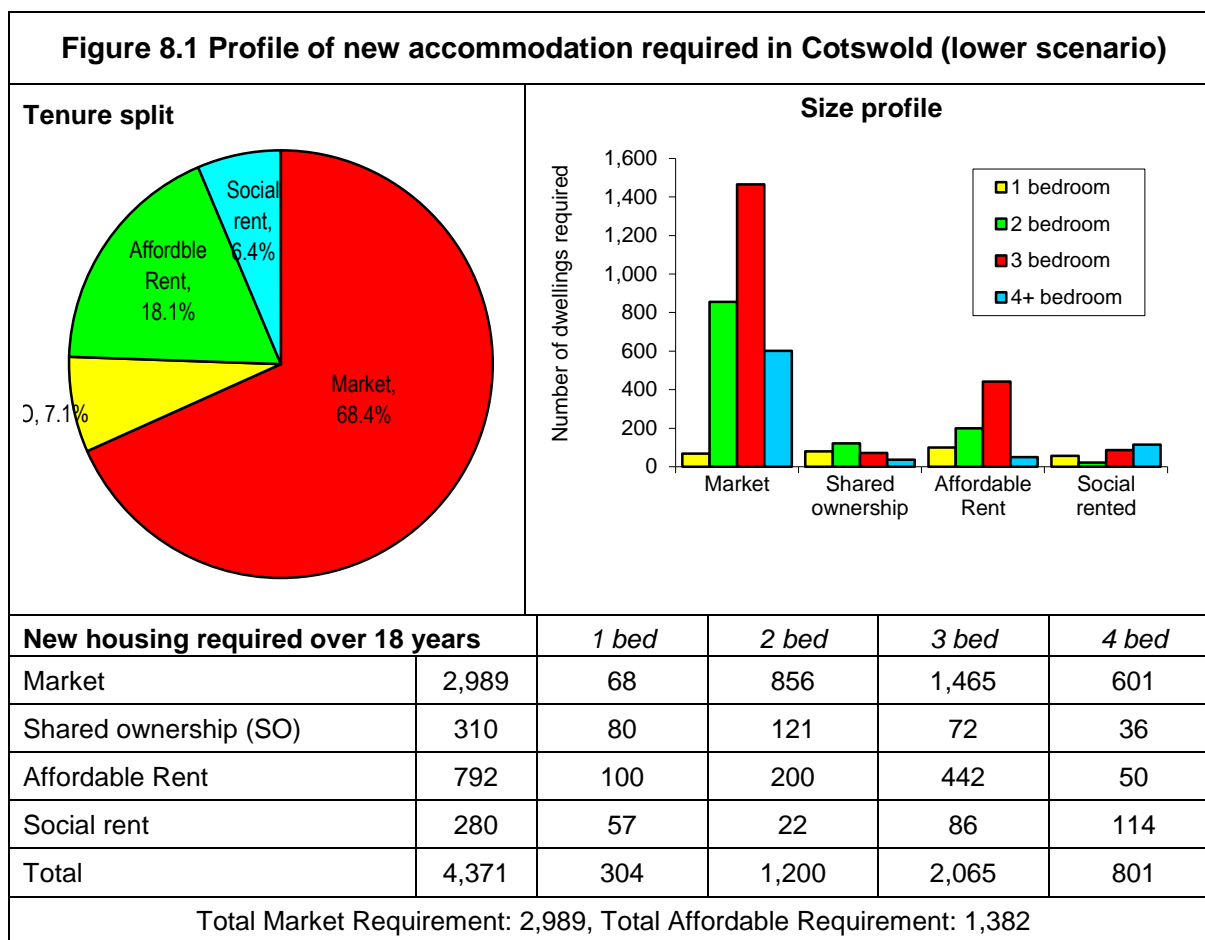 Figure 8.1 Profile of new accommodation required in Cotswold (lower scenario)
Tenure split
Social
rent,
6.4%
Affordble
Rent,
18.1%
Market,
68.4%
O, 7.1%
Size profile
Number of dwellings required
1,600
1,400
1,200
1,000
800
600
400
200
0
Market
Shared
ownership
Affordable
Rent
Social
rented
1 bedroom
2 bedroom
3 bedroom
4+ bedroom
New housing required over 18 years 1 bed 2 bed 3 bed 4 bed
Market 2,989 68 856 1,465 601
Shared ownership (SO) 310 80 121 72 36
Affordable Rent 792 100 200 442 50
Social rent 280 57 22 86 114
Total 4,371 304 1,200 2,065 801
Total Market Requirement: 2,989, Total Affordable Requirement: 1,382